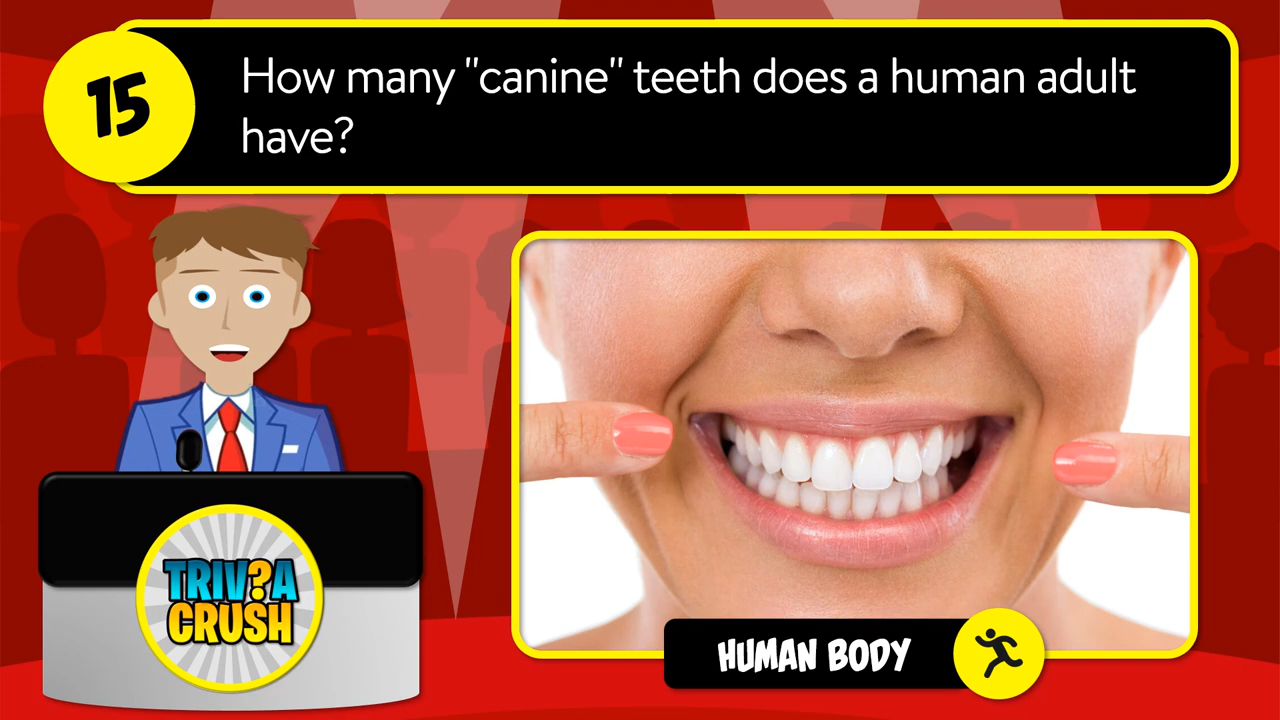 15
How many "canine" teeth does a human adult
have?
TRIV?A
CRUSH
HUMAN BODY